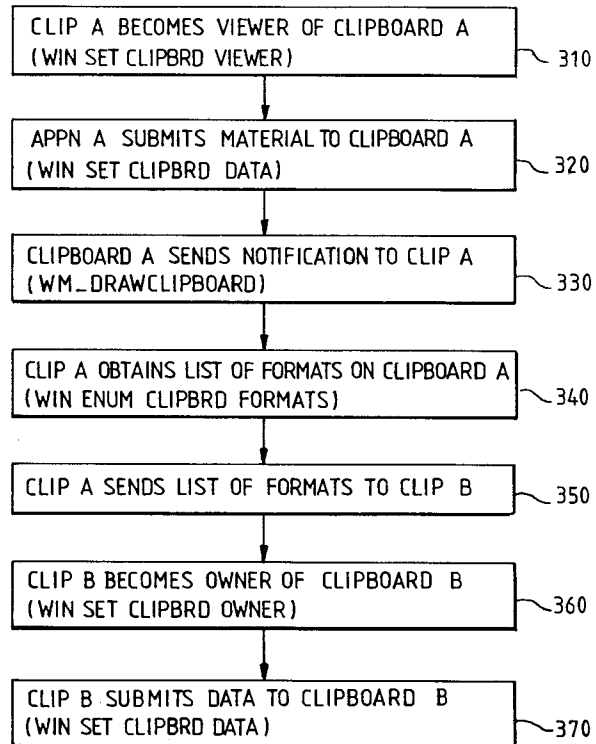 CLIP A BECOMES VIEWER OF CLIPBOARD A
(WIN SET CLIPBRD VIEWER)
310
APPN A SUBMITS MATERIAL TO CLIPBOARD A
(WIN SET CLIPBRD DATA)
320
CLIPBOARD A SENDS NOTIFICATION TO CLIP A
(WM_DRAWCLIPBOARD)
330
CLIP A OBTAINS LIST OF FORMATS ON CLIPBOARD A
(WIN ENUM CLIPBRD FORMATS)
340
CLIP A SENDS LIST OF FORMATS TO CLIP B
350
CLIP B BECOMES OWNER OF CLIPBOARD B
(WIN SET CLIPBRD OWNER)
360
CLIP B SUBMITS DATA TO CLIPBOARD B
(WIN SET CLIPBRD DATA)
370